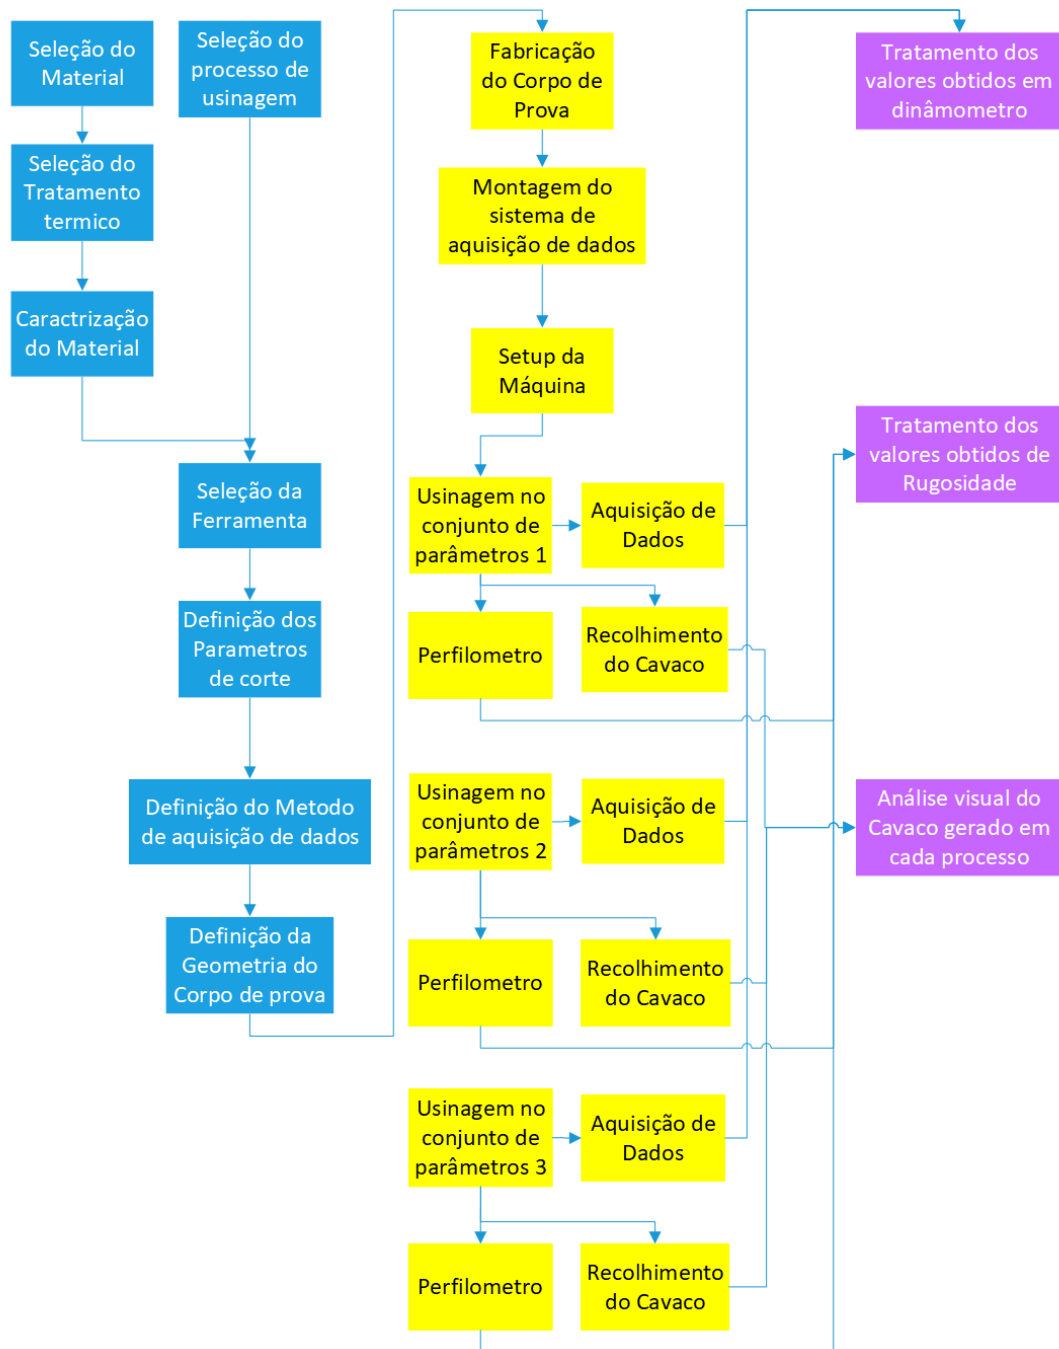 Seleção do
Material
Seleção do
processo de
usinagem
Seleção do
Tratamento
termico
Caractrização
do Material
Seleção da
Ferramenta
Definição dos
Parametros
de corte
Definição do Metodo
de aquisição de dados
Definição da
Geometria do
Corpo de prova
Fabricação
do Corpo de
Prova
Montagem do
sistema de
aquisição de dados
Setup da
Máquina
Usinagem no
conjunto de
parâmetros 1
Aquisição de
Dados
Perfilometro
Recolhimento
do Cavaco
Usinagem no
conjunto de
parâmetros 2
Aquisição de
Dados
Perfilometro
Recolhimento
do Cavaco
Usinagem no
conjunto de
parâmetros 3
Aquisição de
Dados
Perfilometro
Recolhimento
do Cavaco
Tratamento dos
valores obtidos em
dinâmometro
Tratamento dos
valores obtidos de
Rugosidade
Análise visual do
Cavaco gerado em
cada processo